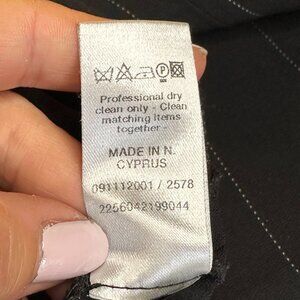 Professional dry
clean only - Clean
matching items
together -
MADE IN N.
CYPRUS
091112001 / 2578
2256042199044